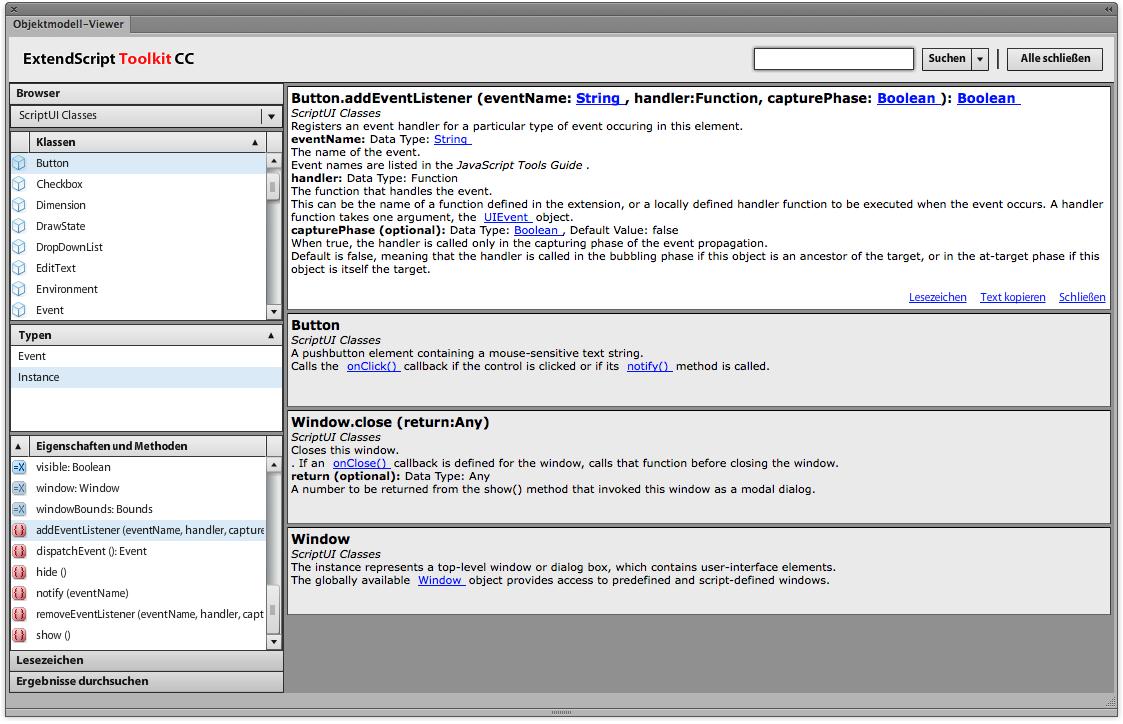 Objektmodell-Viewer
ExtendScript Toolkit CC
Suchen
Alle schließen
Browser
ScriptUI Classes
Klassen
Button
Checkbox
Dimension
DrawState
DropDownList
EditText
Environment
Event
Typen
Event
Instance
Eigenschaften und Methoden
visible: Boolean
window: Window
windowBounds: Bounds
addEventListener (eventName, handler, capture
dispatchEvent (): Event
hide ()
notify (eventName)
removeEventListener (eventName, handler, capt
show ()
Lesezeichen
Ergebnisse durchsuchen
Button.addEventListener (eventName: String , handler:Function, capturePhase: Boolean ): Boolean
ScriptUI Classes
Registers an event handler for a particular type of event occuring in this element.
eventName: Data Type: String
The name of the event.
Event names are listed in the JavaScript Tools Guide .
handler: Data Type: Function
The function that handles the event.
This can be the name of a function defined in the extension, or a locally defined handler function to be executed when the event occurs. A handler
function takes one argument, the UIEvent object.
capturePhase (optional): Data Type: Boolean , Default Value: false
When true, the handler is called only in the capturing phase of the event propagation.
Default is false, meaning that the handler is called in the bubbling phase if this object is an ancestor of the target, or in the at-target phase if this
object is itself the target.
Lesezeichen Text kopieren Schließen
Button
ScriptUI Classes
A pushbutton element containing a mouse-sensitive text string.
Calls the onClick() callback if the control is clicked or if its notify() method is called.
Window.close (return:Any)
ScriptUI Classes
Closes this window.
. If an onClose() callback is defined for the window, calls that function before closing the window.
return (optional): Data Type: Any
A number to be returned from the show() method that invoked this window as a modal dialog.
Window
ScriptUI Classes
The instance represents a top-level window or dialog box, which contains user-interface elements.
The globally available Window object provides access to predefined and script-defined windows.